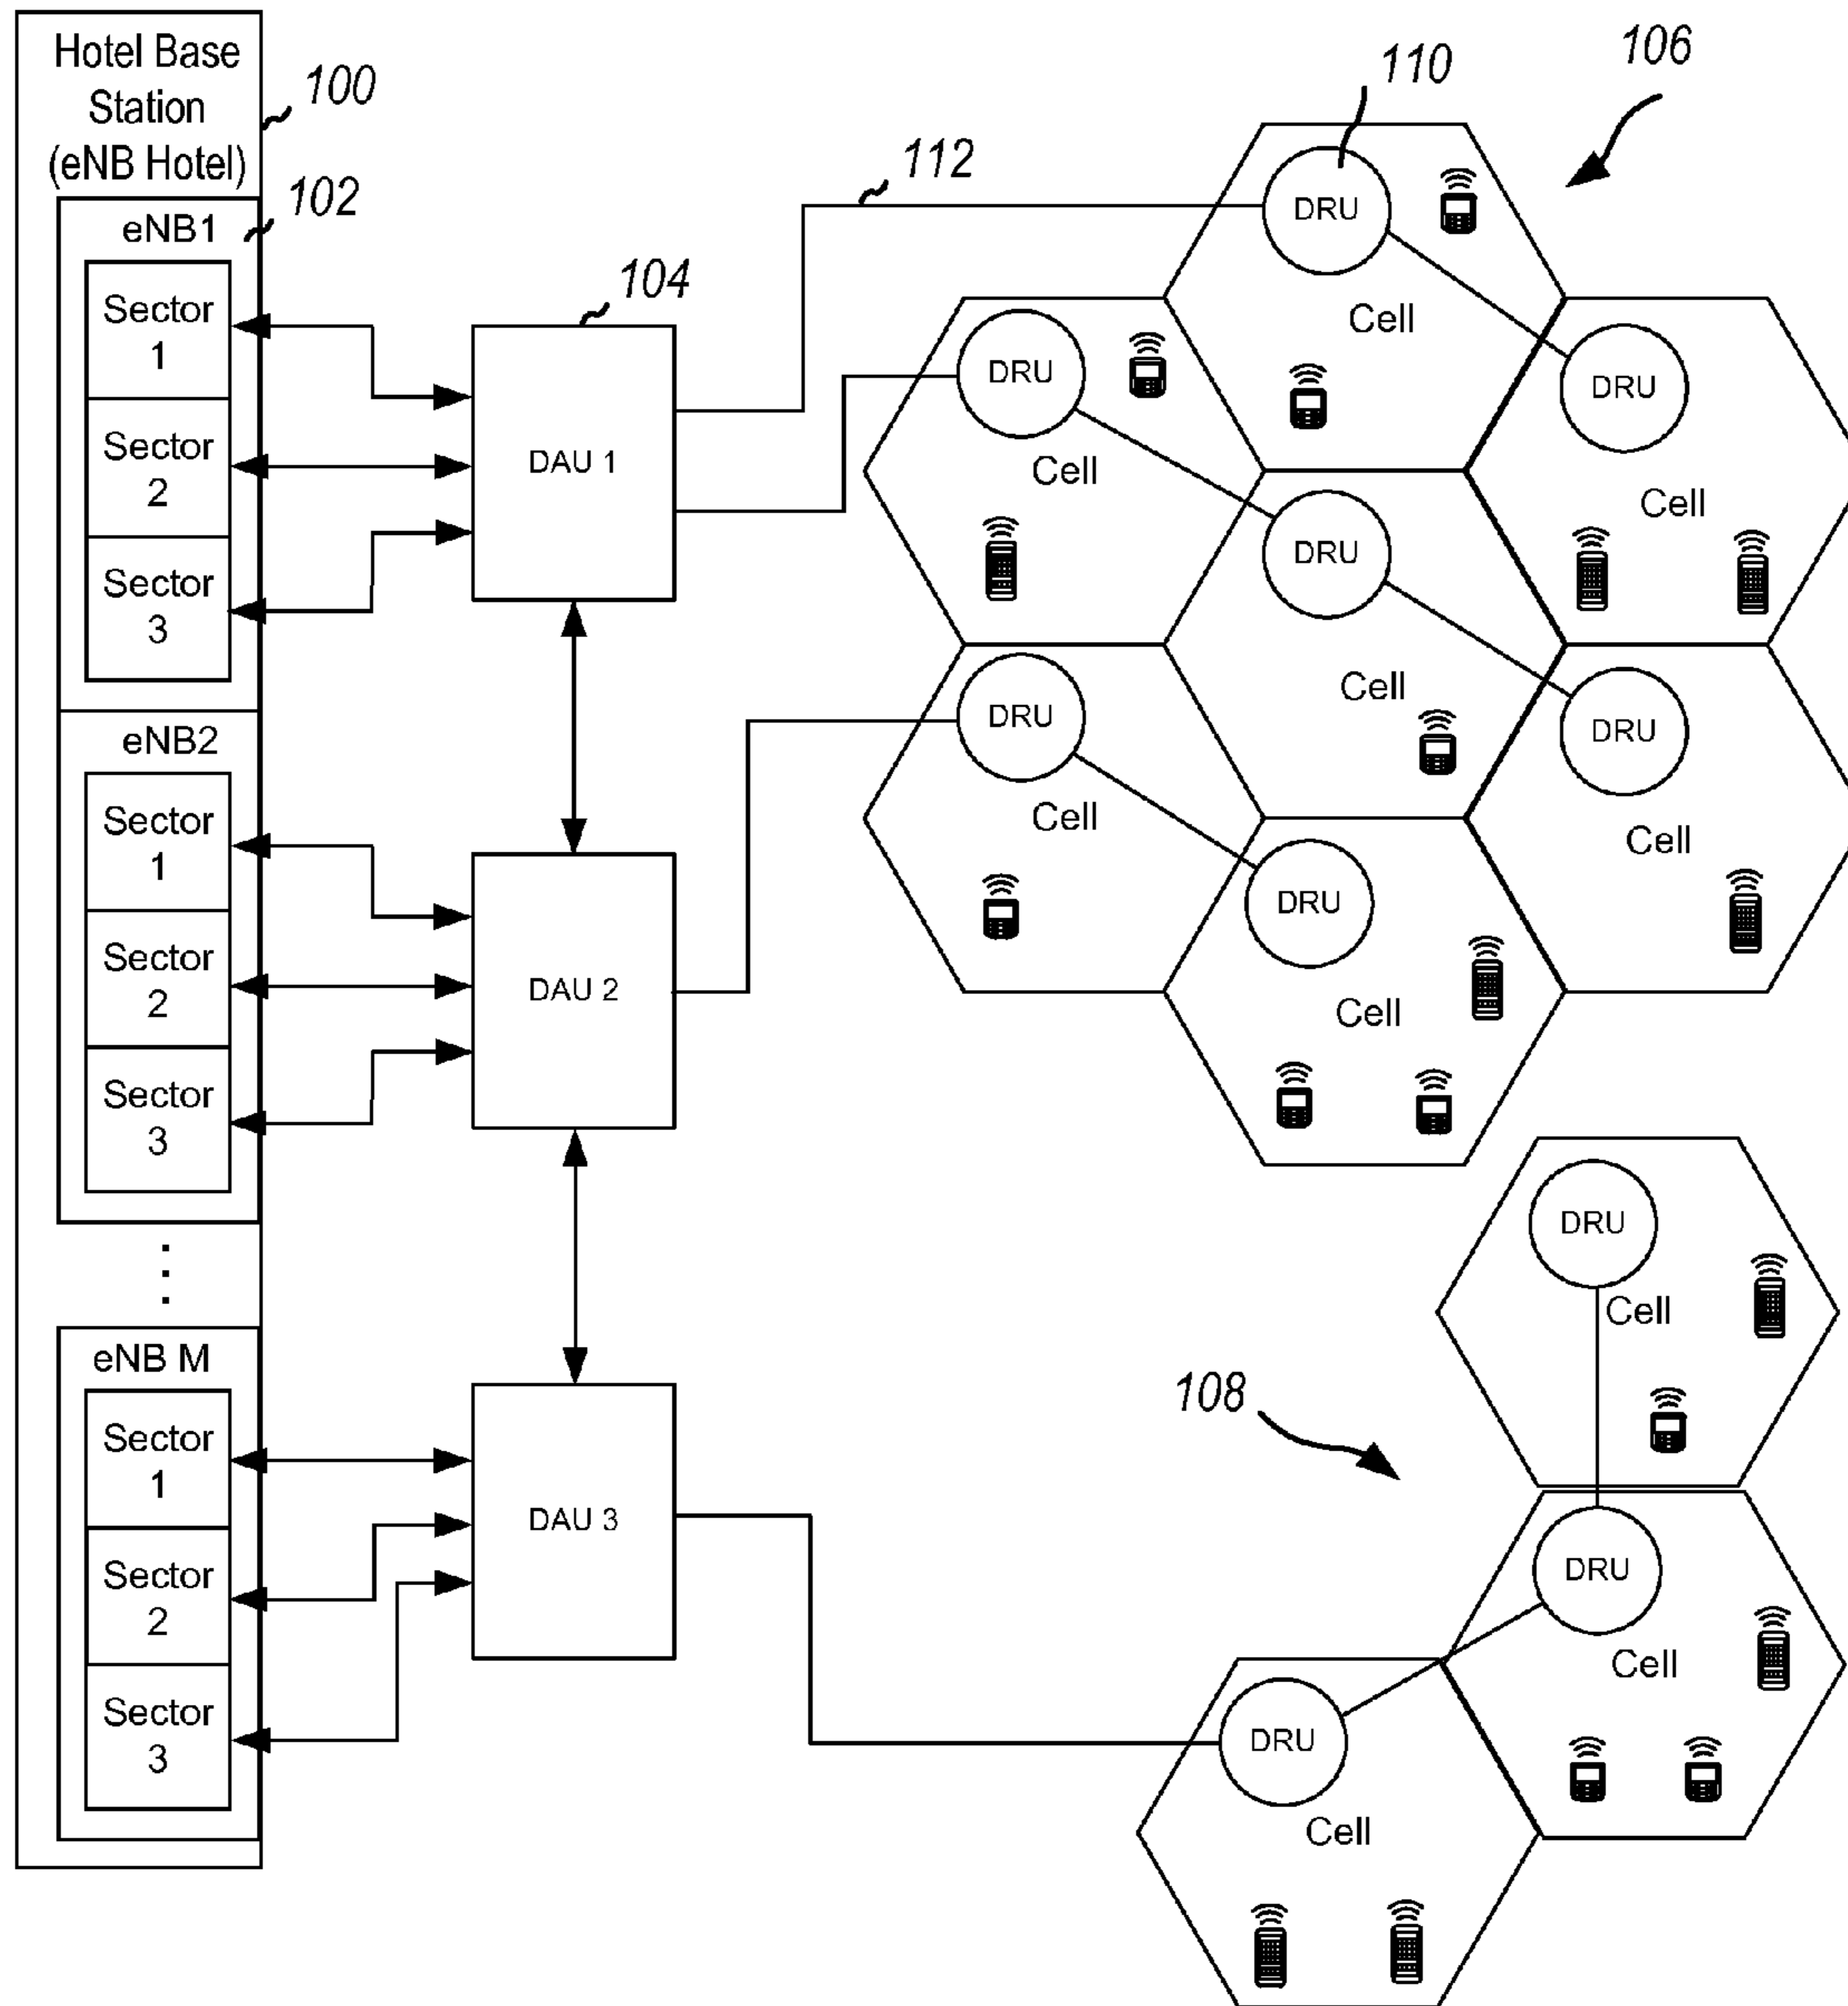 Hotel Base
Station
(eNB Hotel)
100
102
eNB1
Sector
1
Sector
2
Sector
3
eNB2
Sector
1
Sector
2
Sector
3
eNB M
Sector
1
Sector
2
Sector
3
104
DAU 1
DAU 2
DAU 3
112
110
106
DRU
Cell
DRU
Cell
DRU
Cell
DRU
Cell
DRU
Cell
DRU
Cell
DRU
Cell
108
DRU
Cell
DRU
Cell
DRU
Cell